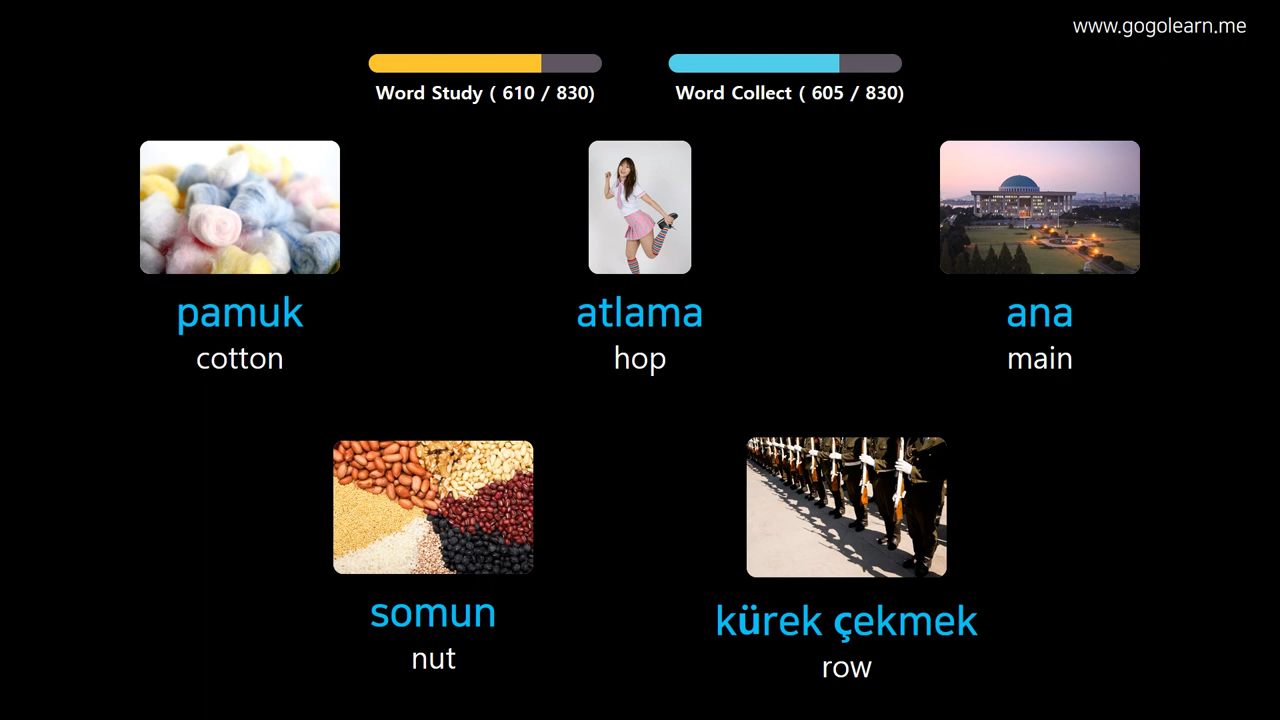 www.gogolearn.me
Word Study ( 610 / 830)
Word Collect ( 605 / 830)
pamuk
cotton
atlama
hop
ana
main
somun
nut
kürek çekmek
row